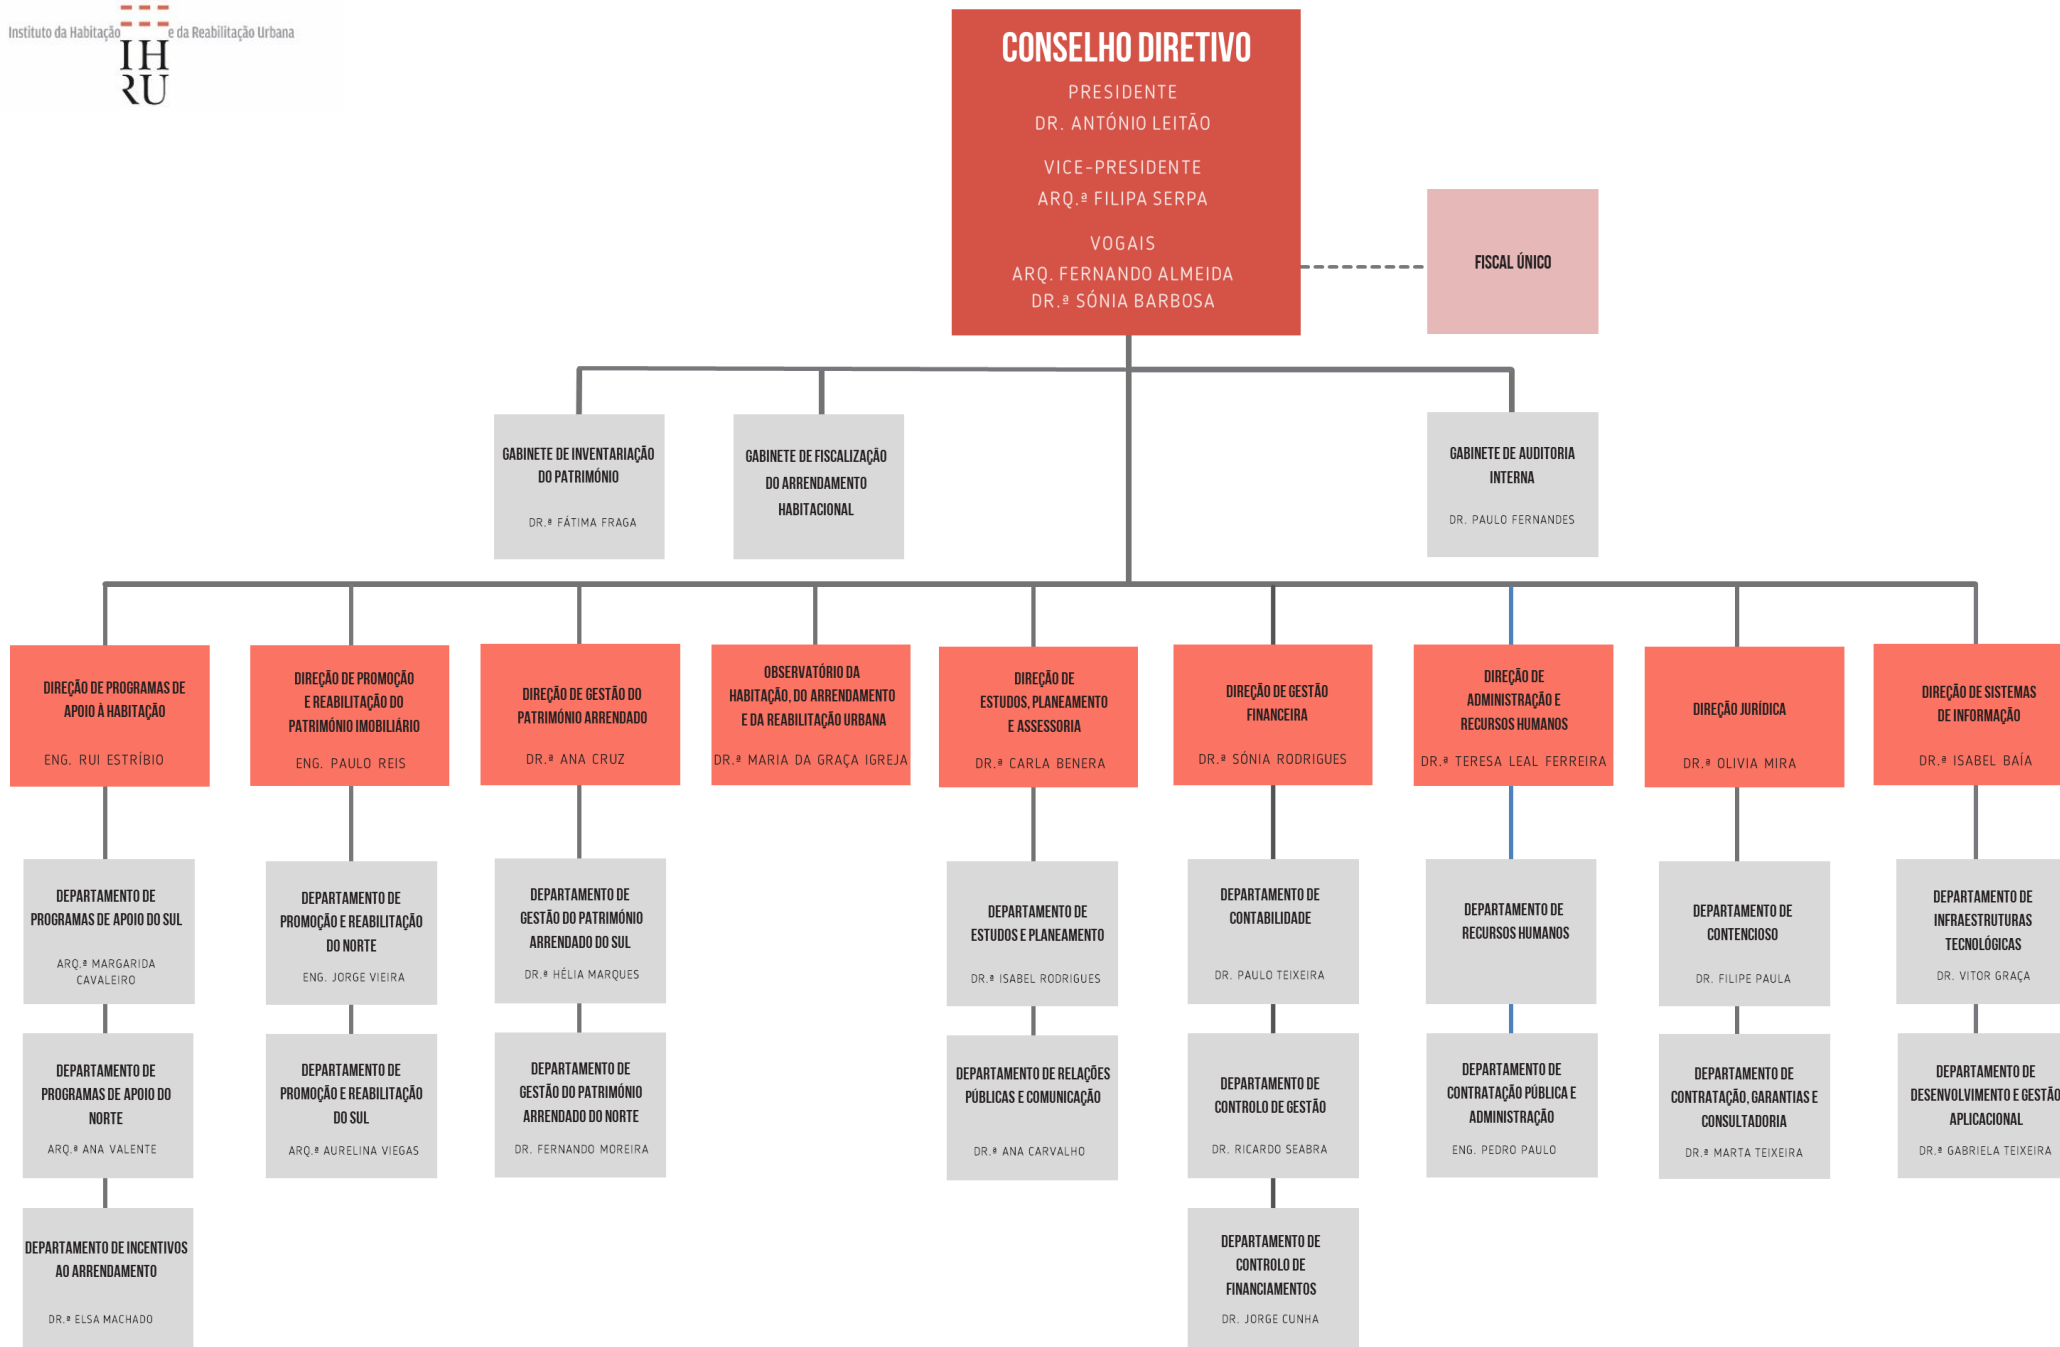 Instituto da Habitação e da Reabilitação Urbana
IH
RU
CONSELHO DIRETIVO
PRESIDENTE
DR. ANTÓNIO LEITÃO
VICE-PRESIDENTE
ARQ.ª FILIPA SERPA
VOGAIS
ARQ. FERNANDO ALMEIDA
DR.ª SÓNIA BARBOSA
FISCAL ÚNICO
GABINETE DE INVENTARIAÇÃO
DO PATRIMÓNIO
DR.ª FÁTIMA FRAGA
GABINETE DE FISCALIZAÇÃO
DO ARRENDAMENTO
HABITACIONAL
GABINETE DE AUDITORIA
INTERNA
DR. PAULO FERNANDES
DIREÇÃO DE PROGRAMAS DE
APOIO À HABITAÇÃO
ENG. RUI ESTRÍBIO
DIREÇÃO DE PROMOÇÃO
E REABILITAÇÃO DO
PATRIMÓNIO IMOBILIÁRIO
ENG. PAULO REIS
DIREÇÃO DE GESTÃO DO
PATRIMÓNIO ARRENDADO
DR.ª ANA CRUZ
OBSERVATÓRIO DA
HABITAÇÃO, DO ARRENDAMENTO
E DA REABILITAÇÃO URBANA
DR.ª MARIA DA GRAÇA IGREJA
DIREÇÃO DE
ESTUDOS, PLANEAMENTO
E ASSESSORIA
DR.ª CARLA BENERA
DIREÇÃO DE GESTÃO
FINANCEIRA
DR.ª SÓNIA RODRIGUES
DIREÇÃO DE
ADMINISTRAÇÃO E
RECURSOS HUMANOS
DR.ª TERESA LEAL FERREIRA
DIREÇÃO JURÍDICA
DR.ª OLIVIA MIRA
DIREÇÃO DE SISTEMAS
DE INFORMAÇÃO
DR.ª ISABEL BAÍA
DEPARTAMENTO DE
PROGRAMAS DE APOIO DO SUL
ARQ.ª MARGARIDA
CAVALEIRO
DEPARTAMENTO DE
PROMOÇÃO E REABILITAÇÃO
DO NORTE
ENG. JORGE VIEIRA
DEPARTAMENTO DE
GESTÃO DO PATRIMÓNIO
ARRENDADO DO SUL
DR.ª HÉLIA MARQUES
DEPARTAMENTO DE
ESTUDOS E PLANEAMENTO
DR.ª ISABEL RODRIGUES
DEPARTAMENTO DE
CONTABILIDADE
DR. PAULO TEIXEIRA
DEPARTAMENTO DE
RECURSOS HUMANOS
DEPARTAMENTO DE
CONTENCIOSO
DR. FILIPE PAULA
DEPARTAMENTO DE
INFRAESTRUTURAS
TECNOLÓGICAS
DR. VITOR GRAÇA
DEPARTAMENTO DE
PROGRAMAS DE APOIO DO
NORTE
ARQ.ª ANA VALENTE
DEPARTAMENTO DE
PROMOÇÃO E REABILITAÇÃO
DO SUL
ARQ.ª AURELINA VIEGAS
DEPARTAMENTO DE
GESTÃO DO PATRIMÓNIO
ARRENDADO DO NORTE
DR. FERNANDO MOREIRA
DEPARTAMENTO DE RELAÇÕES
PÚBLICAS E COMUNICAÇÃO
DR.ª ANA CARVALHO
DEPARTAMENTO DE
CONTROLO DE GESTÃO
DR. RICARDO SEABRA
DEPARTAMENTO DE
CONTRATAÇÃO PÚBLICA E
ADMINISTRAÇÃO
ENG. PEDRO PAULO
DEPARTAMENTO DE
CONTRATAÇÃO, GARANTIAS E
CONSULTADORIA
DR.ª MARTA TEIXEIRA
DEPARTAMENTO DE
DESENVOLVIMENTO E GESTÃO
APLICACIONAL
DR.ª GABRIELA TEIXEIRA
DEPARTAMENTO DE INCENTIVOS
AO ARRENDAMENTO
DR.ª ELSA MACHADO
DEPARTAMENTO DE
CONTROLO DE
FINANCIAMENTOS
DR. JORGE CUNHA